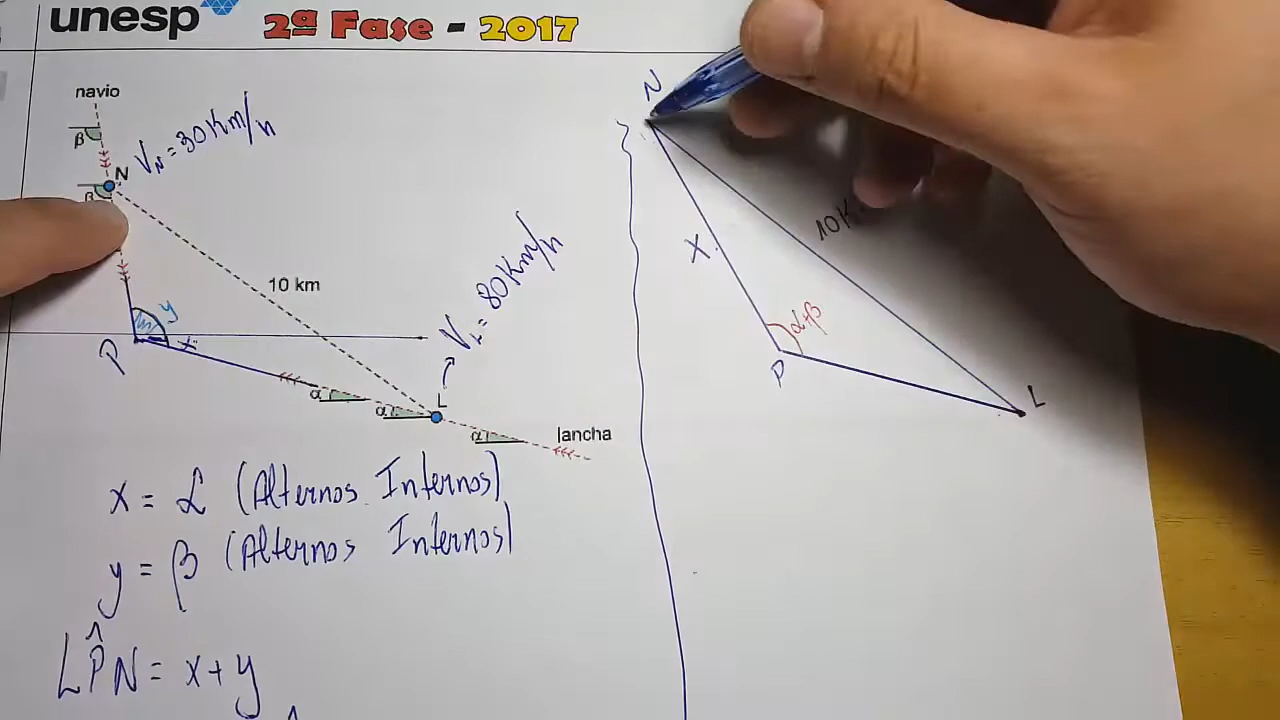 unesp
2ª Fase - 2017
navio
β
N
V_N = 30 Km/h
β
10 km
y
x
P
V_L = 80 Km/h
L
α
α
α
lancha
x = α (Alternos Internos)
y = β (Alternos Internos)
LP̂N = x + y
N
x
10K
α+β
P
L